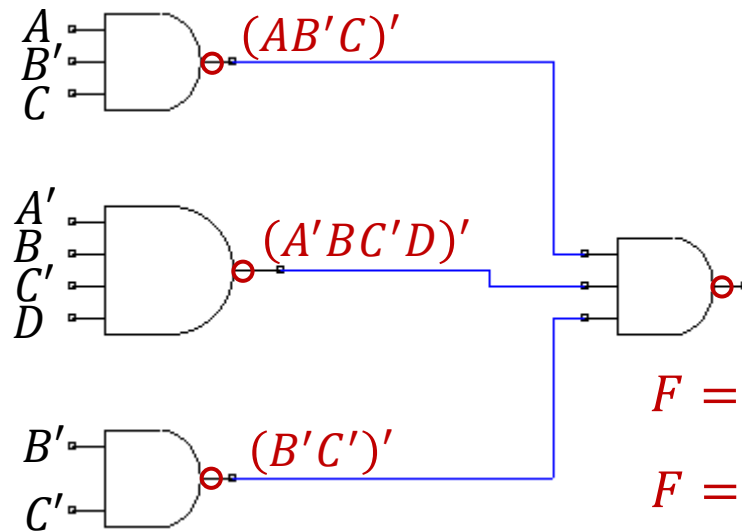 A
B′
C
(AB′C)′
A′
B
C′
D
(A′BC′D)′
B′
C′
(B′C′)′
F =
F =